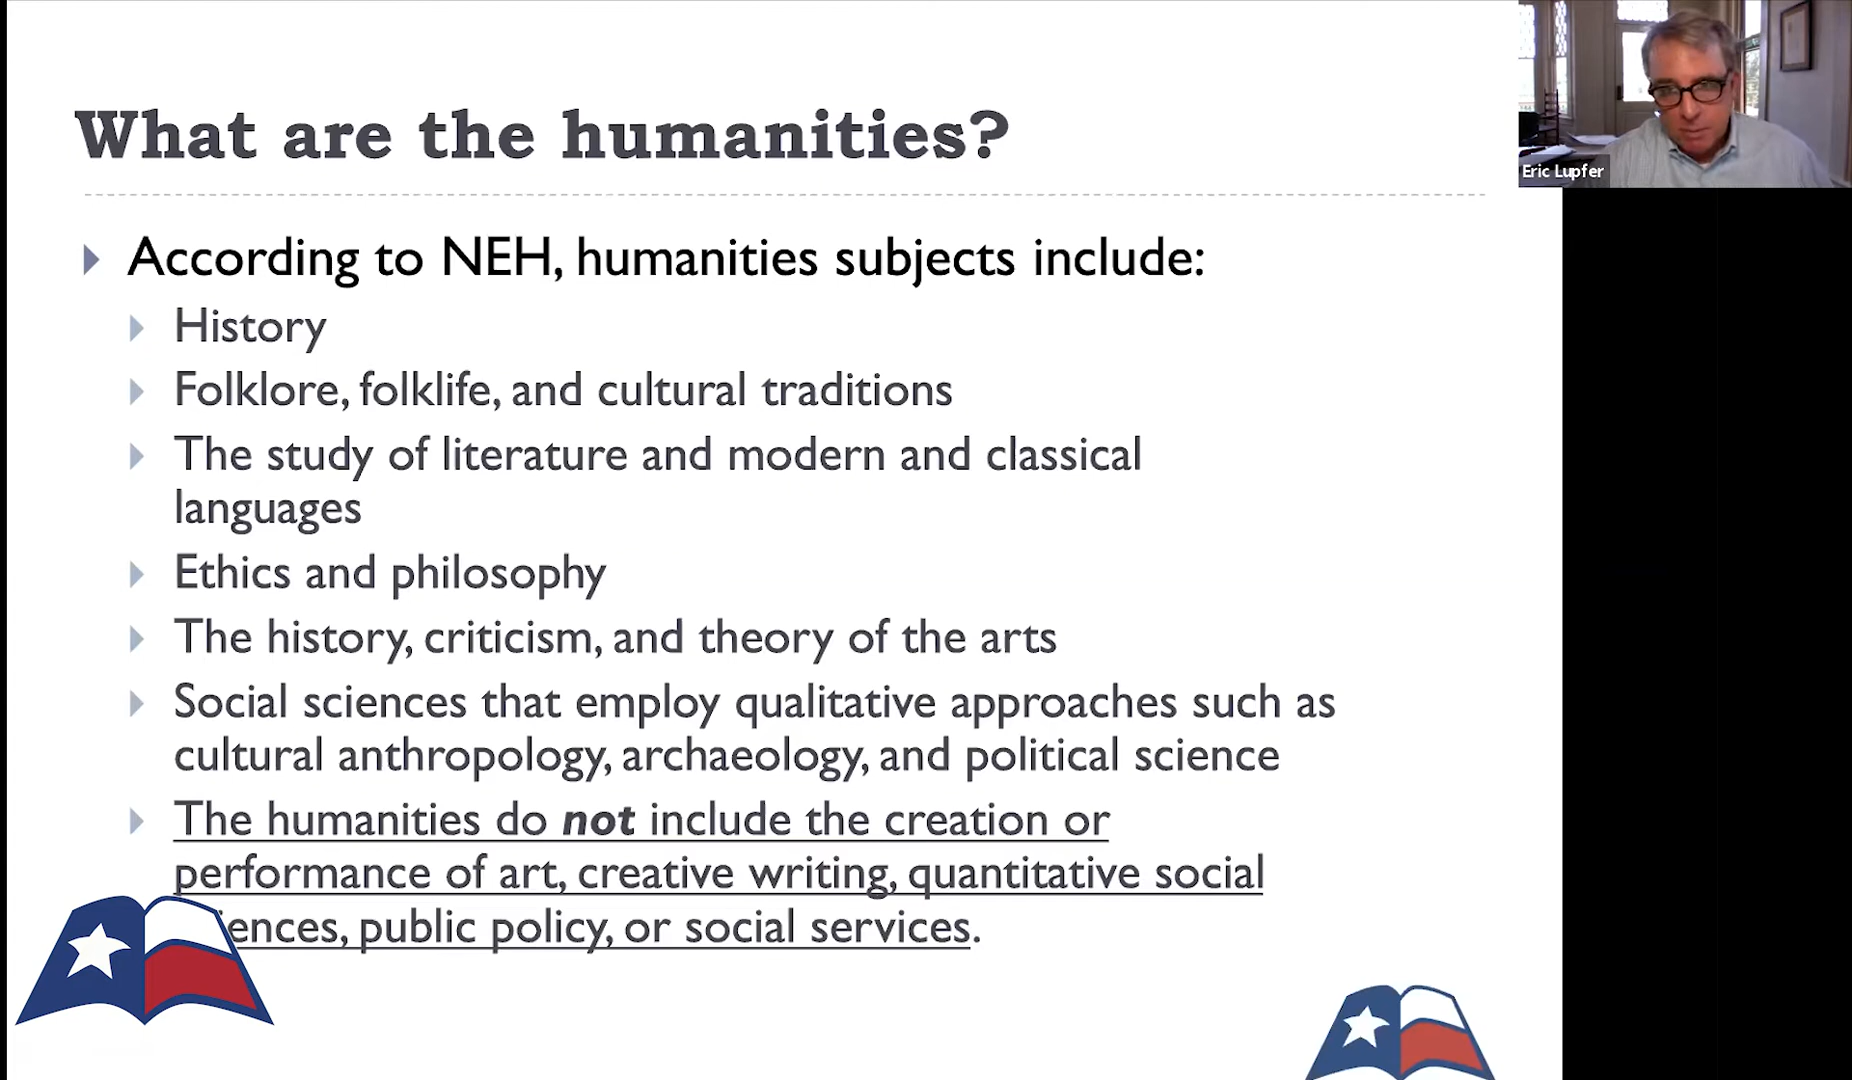 What are the humanities?
Eric Lupfer
According to NEH, humanities subjects include:
History
Folklore, folklife, and cultural traditions
The study of literature and modern and classical
languages
Ethics and philosophy
The history, criticism, and theory of the arts
Social sciences that employ qualitative approaches such as
cultural anthropology, archaeology, and political science
The humanities do not include the creation or
performance of art, creative writing, quantitative social
ences, public policy, or social services.